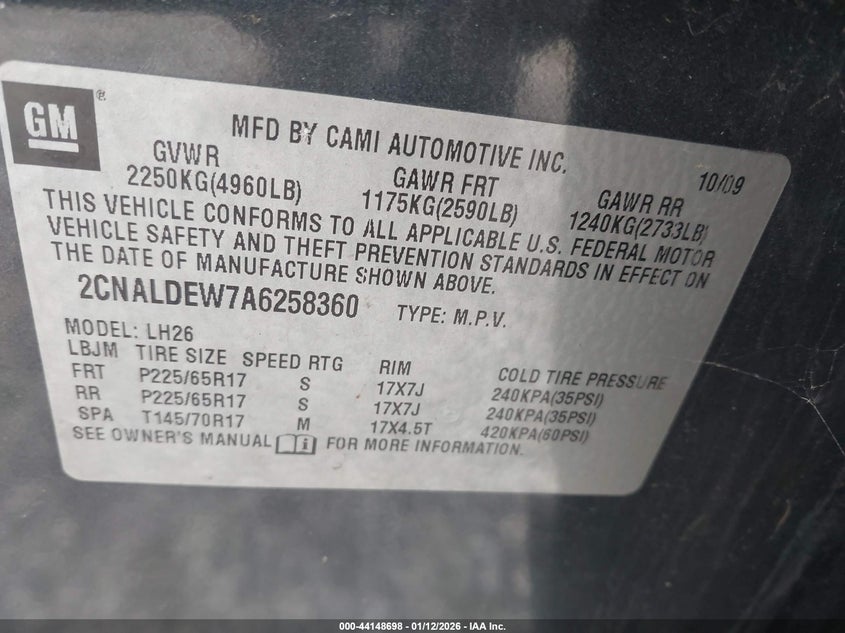 GM
®
MFD BY CAMI AUTOMOTIVE INC.
10/09
GVWR GAWR FRT GAWR RR
2250KG(4960LB) 1175KG(2590LB) 1240KG(2733LB)
THIS VEHICLE CONFORMS TO ALL APPLICABLE U.S. FEDERAL MOTOR
VEHICLE SAFETY AND THEFT PREVENTION STANDARDS IN EFFECT ON
THE DATE OF MANUFACTURE SHOWN ABOVE.
2CNALDEW7A6258360 TYPE: M.P.V.
MODEL: LH26
LBJM TIRE SIZE SPEED RTG RIM COLD TIRE PRESSURE
FRT P225/65R17 S 17X7J 240KPA(35PSI)
RR P225/65R17 S 17X7J 240KPA(35PSI)
SPA T145/70R17 M 17X4.5T 420KPA(60PSI)
SEE OWNER'S MANUAL i FOR MORE INFORMATION.
000-44148698 - 01/12/2026 - IAA Inc.